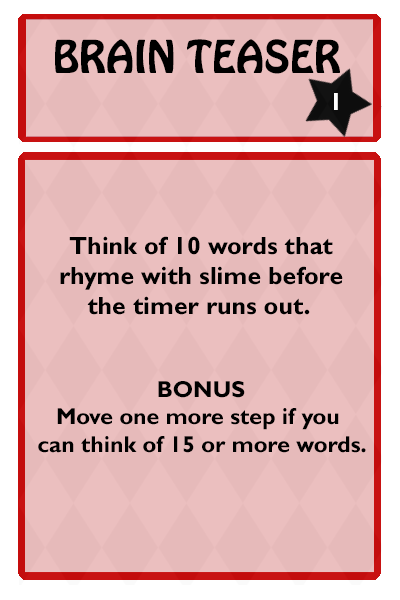 BRAIN TEASER
1
Think of 10 words that
rhyme with slime before
the timer runs out.
BONUS
Move one more step if you
can think of 15 or more words.